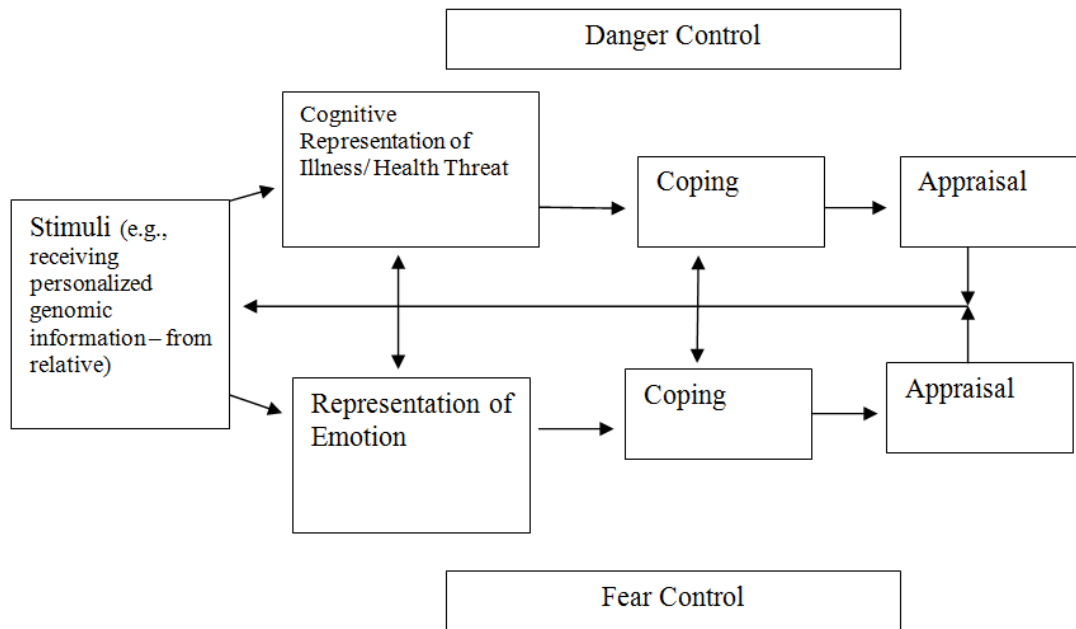 Danger Control
Cognitive
Representation of
Illness/ Health Threat
Coping
Appraisal
Stimuli (e.g.,
receiving
personalized
genomic
information – from
relative)
Representation of
Emotion
Coping
Appraisal
Fear Control